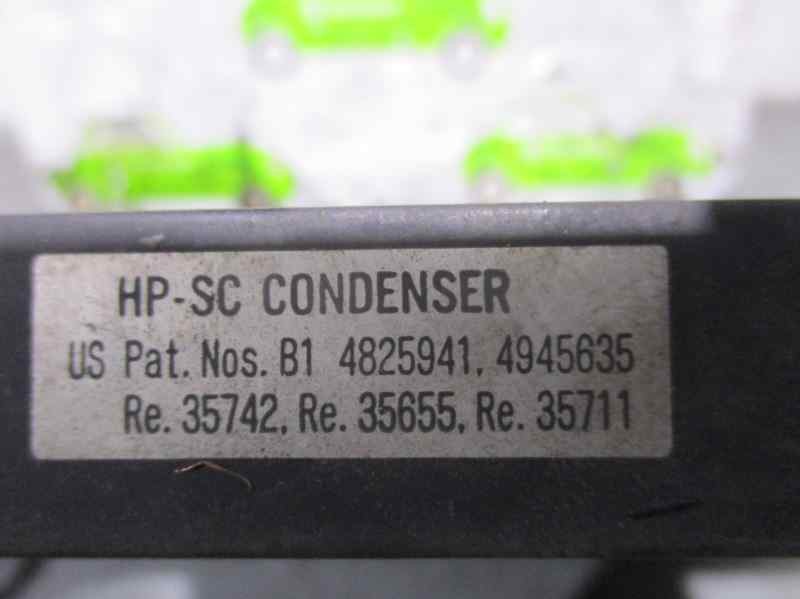 HP-SC CONDENSER
US Pat. Nos. B1 4825941, 4945635
Re. 35742, Re. 35655, Re. 35711